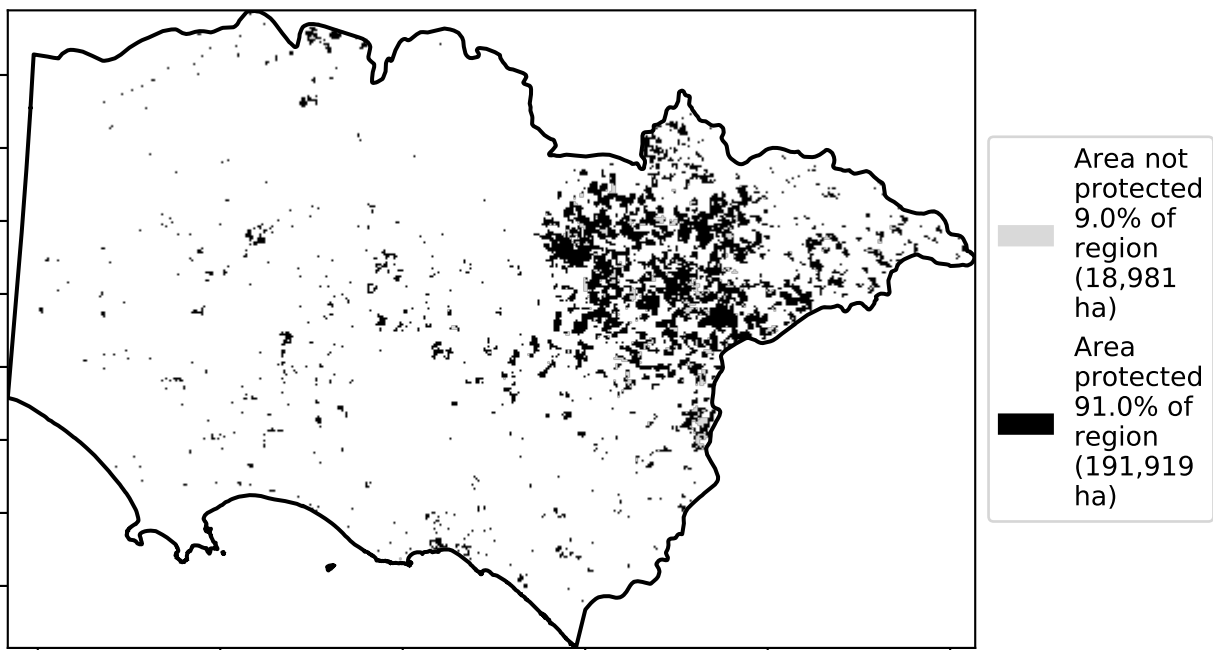 Area not
protected
9.0% of
region
(18,981
ha)
Area
protected
91.0% of
region
(191,919
ha)